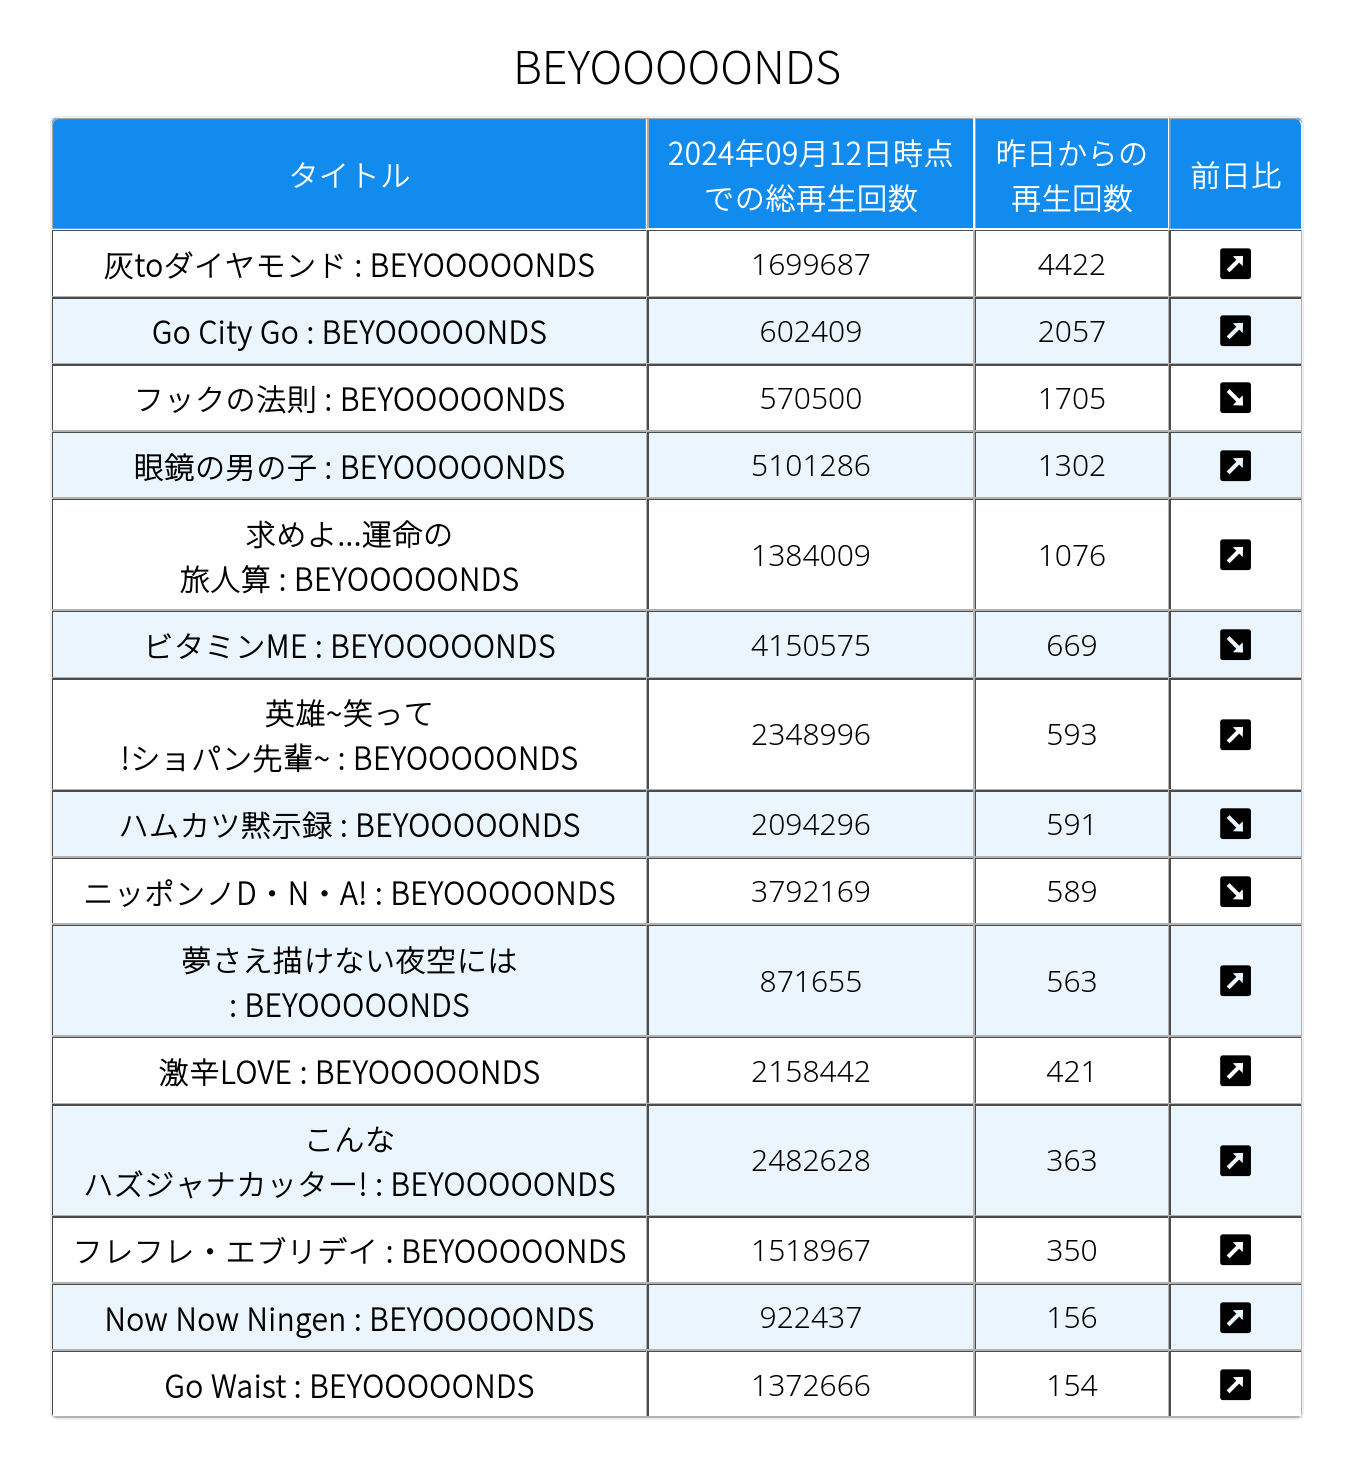 BEYOOOOONDS
タイトル
2024年09月12日時点
での総再生回数
昨日からの
再生回数
前日比
灰toダイヤモンド : BEYOOOOONDS
1699687
4422
Go City Go : BEYOOOOONDS
602409
2057
フックの法則 : BEYOOOOONDS
570500
1705
眼鏡の男の子 : BEYOOOOONDS
5101286
1302
求めよ...運命の
旅人算 : BEYOOOOONDS
1384009
1076
ビタミンME : BEYOOOOONDS
4150575
669
英雄~笑って
!ショパン先輩~ : BEYOOOOONDS
2348996
593
ハムカツ黙示録 : BEYOOOOONDS
2094296
591
ニッポンノD・N・A! : BEYOOOOONDS
3792169
589
夢さえ描けない夜空には
: BEYOOOOONDS
871655
563
激辛LOVE : BEYOOOOONDS
2158442
421
こんな
ハズジャナカッター! : BEYOOOOONDS
2482628
363
フレフレ・エブリデイ : BEYOOOOONDS
1518967
350
Now Now Ningen : BEYOOOOONDS
922437
156
Go Waist : BEYOOOOONDS
1372666
154